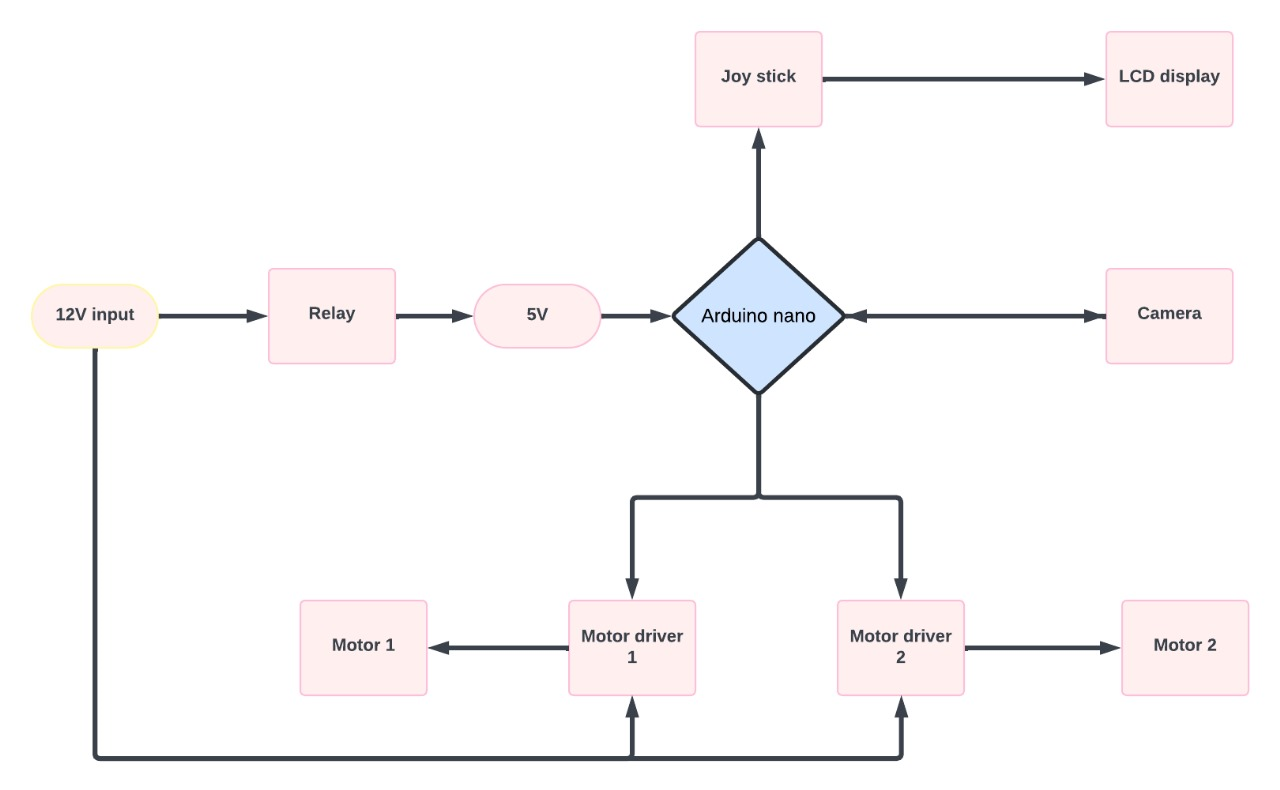 Joy stick
LCD display
12V input
Relay
5V
Arduino nano
Camera
Motor 1
Motor driver
1
Motor driver
2
Motor 2